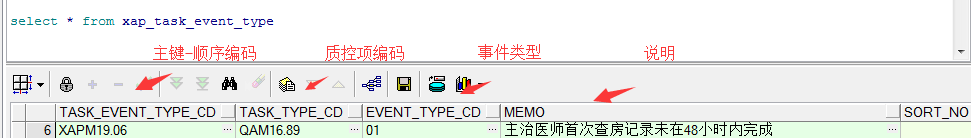 select * from xap_task_event_type
主键-顺序编码 质控项编码 事件类型 说明
TASK_EVENT_TYPE_CD TASK_TYPE_CD EVENT_TYPE_CD MEMO SORT_NO
6 XAPM19.06 ... QAM16.89 ... 01 ... 主治医师首次查房记录未在48小时内完成 ...